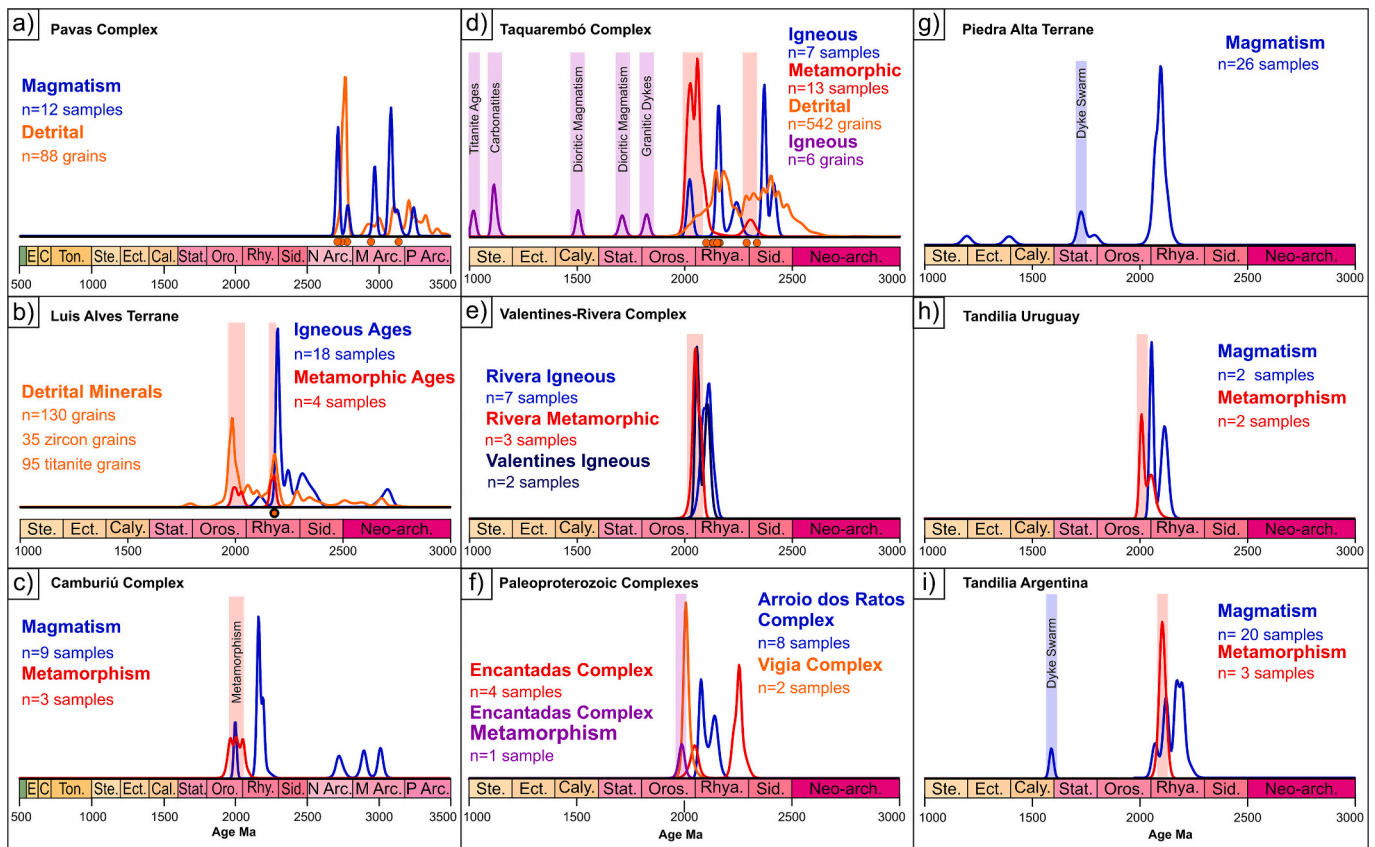 a)
Pavas Complex
Magmatism
n=12 samples
Detrital
n=88 grains
E C Ton. Ste. Ect. Cal. Stat. Oro. Rhy. Sid. N Arc. M Arc. P Arc.
500 1000 1500 2000 2500 3000 3500
b)
Luis Alves Terrane
Igneous Ages
n=18 samples
Metamorphic Ages
n=4 samples
Detrital Minerals
n=130 grains
35 zircon grains
95 titanite grains
Ste. Ect. Caly. Stat. Oros. Rhya. Sid. Neo-arch.
1000 1500 2000 2500 3000
c)
Camburiú Complex
Magmatism
n=9 samples
Metamorphism
n=3 samples
Metamorphism
E C Ton. Ste. Ect. Cal. Stat. Oro. Rhy. Sid. N Arc. M Arc. P Arc.
500 1000 1500 2000 2500 3000 3500
Age Ma
d)
Taquarembó Complex
Titanite Ages
Carbonatites
Dioritic Magmatism
Dioritic Magmatism
Granitic Dykes
Igneous
n=7 samples
Metamorphic
n=13 samples
Detrital
n=542 grains
Igneous
n=6 grains
Ste. Ect. Caly. Stat. Oros. Rhya. Sid. Neo-arch.
1000 1500 2000 2500 3000
e)
Valentines-Rivera Complex
Rivera Igneous
n=7 samples
Rivera Metamorphic
n=3 samples
Valentines Igneous
n=2 samples
Ste. Ect. Caly. Stat. Oros. Rhya. Sid. Neo-arch.
1000 1500 2000 2500 3000
f)
Paleoproterozoic Complexes
Arroio dos Ratos
Complex
n=8 samples
Vigia Complex
n=2 samples
Encantadas Complex
n=4 samples
Encantadas Complex
Metamorphism
n=1 sample
Ste. Ect. Caly. Stat. Oros. Rhya. Sid. Neo-arch.
1000 1500 2000 2500 3000
Age Ma
g)
Piedra Alta Terrane
Magmatism
n=26 samples
Dyke Swarm
Ste. Ect. Caly. Stat. Oros. Rhya. Sid. Neo-arch.
1000 1500 2000 2500 3000
h)
Tandilia Uruguay
Magmatism
n=2 samples
Metamorphism
n=2 samples
Ste. Ect. Caly. Stat. Oros. Rhya. Sid. Neo-arch.
1000 1500 2000 2500 3000
i)
Tandilia Argentina
Magmatism
n= 20 samples
Metamorphism
n= 3 samples
Dyke Swarm
Ste. Ect. Caly. Stat. Oros. Rhya. Sid. Neo-arch.
1000 1500 2000 2500 3000
Age Ma